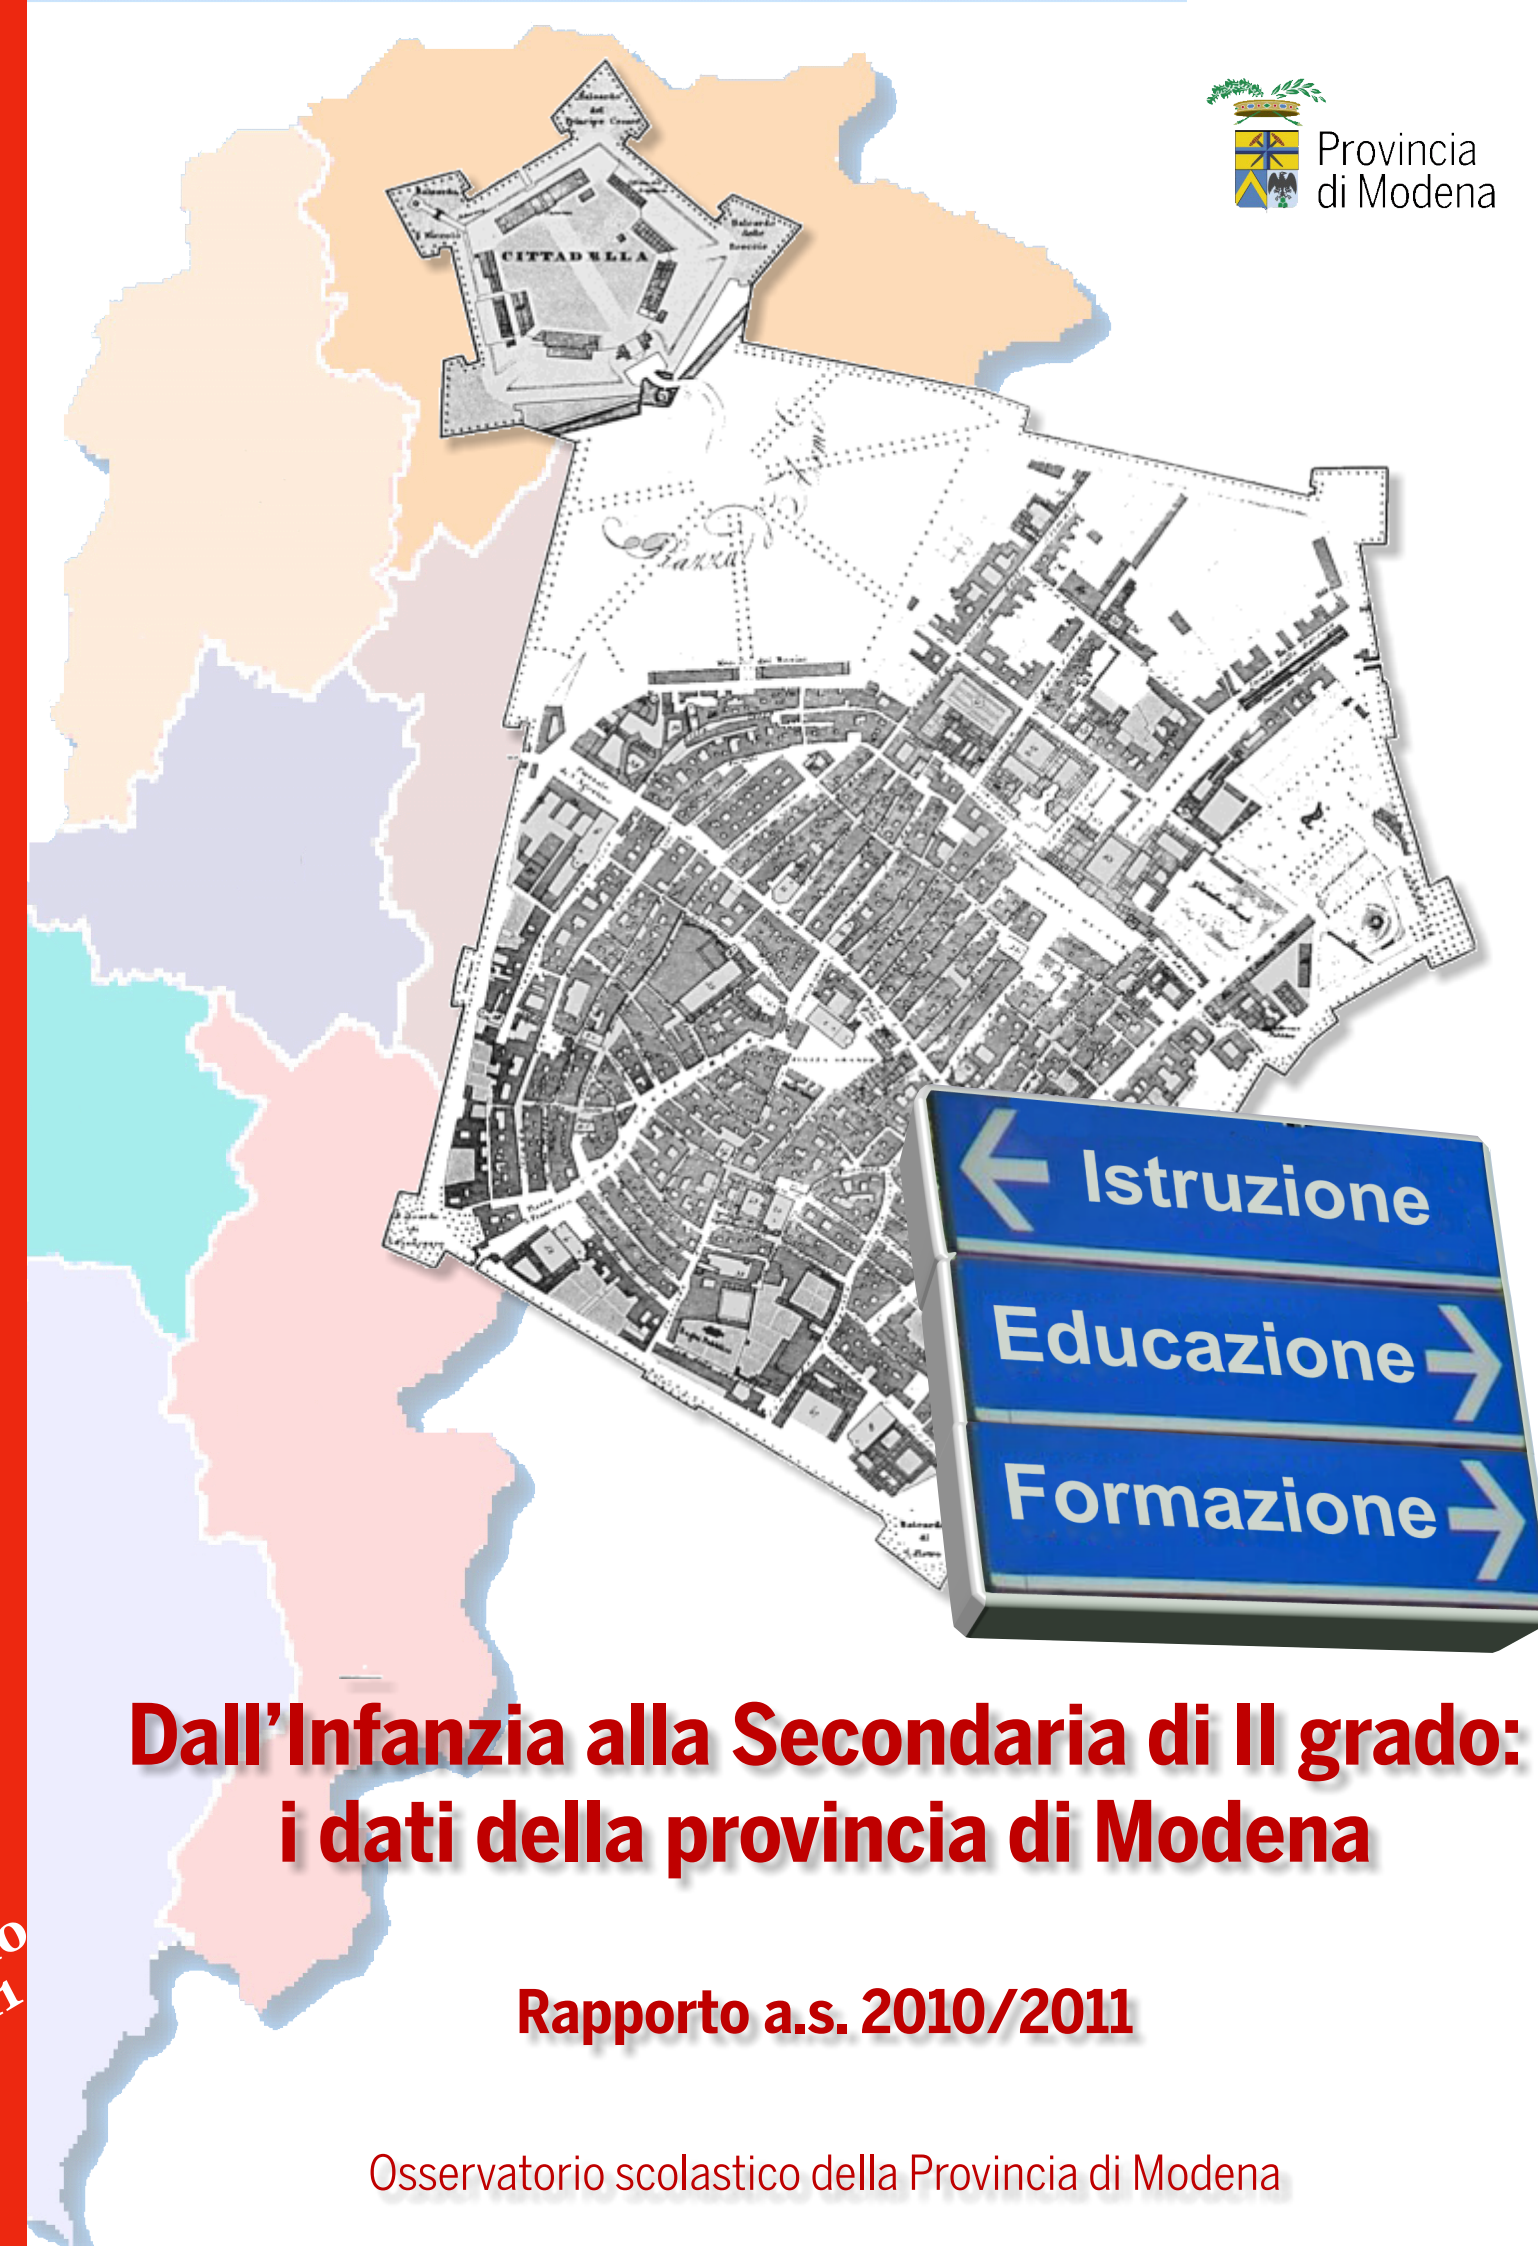 Provincia
di Modena
CITTADELLA
Piazza
Istruzione
Educazione
Formazione
Dall’Infanzia alla Secondaria di II grado:
i dati della provincia di Modena
Rapporto a.s. 2010/2011
Osservatorio scolastico della Provincia di Modena